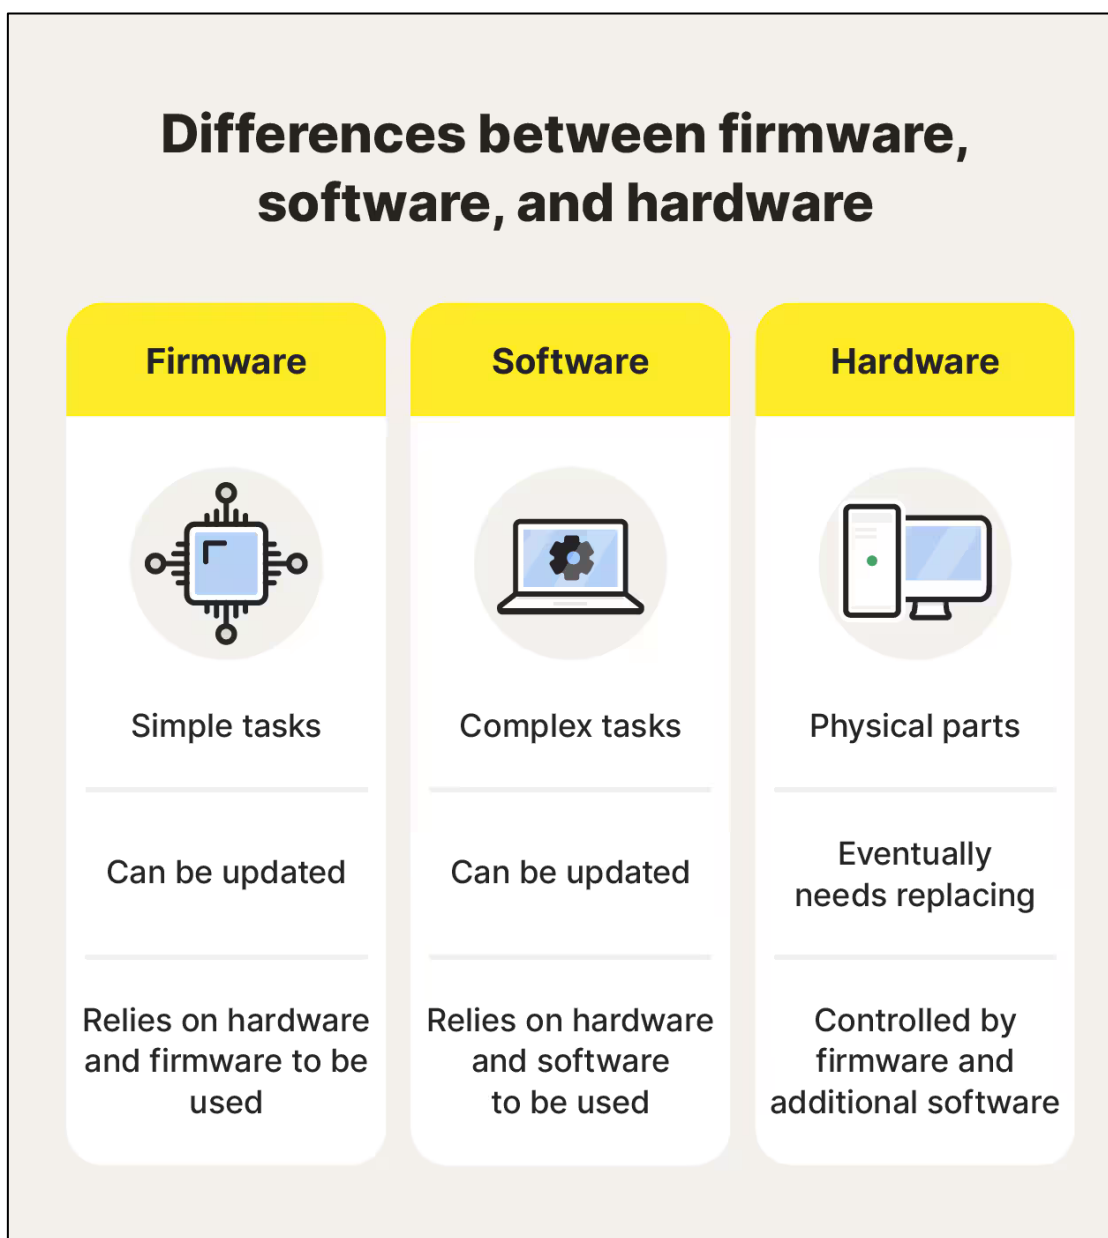 Differences between firmware,
software, and hardware
Firmware
Simple tasks
Can be updated
Relies on hardware
and firmware to be
used
Software
Complex tasks
Can be updated
Relies on hardware
and software
to be used
Hardware
Physical parts
Eventually
needs replacing
Controlled by
firmware and
additional software